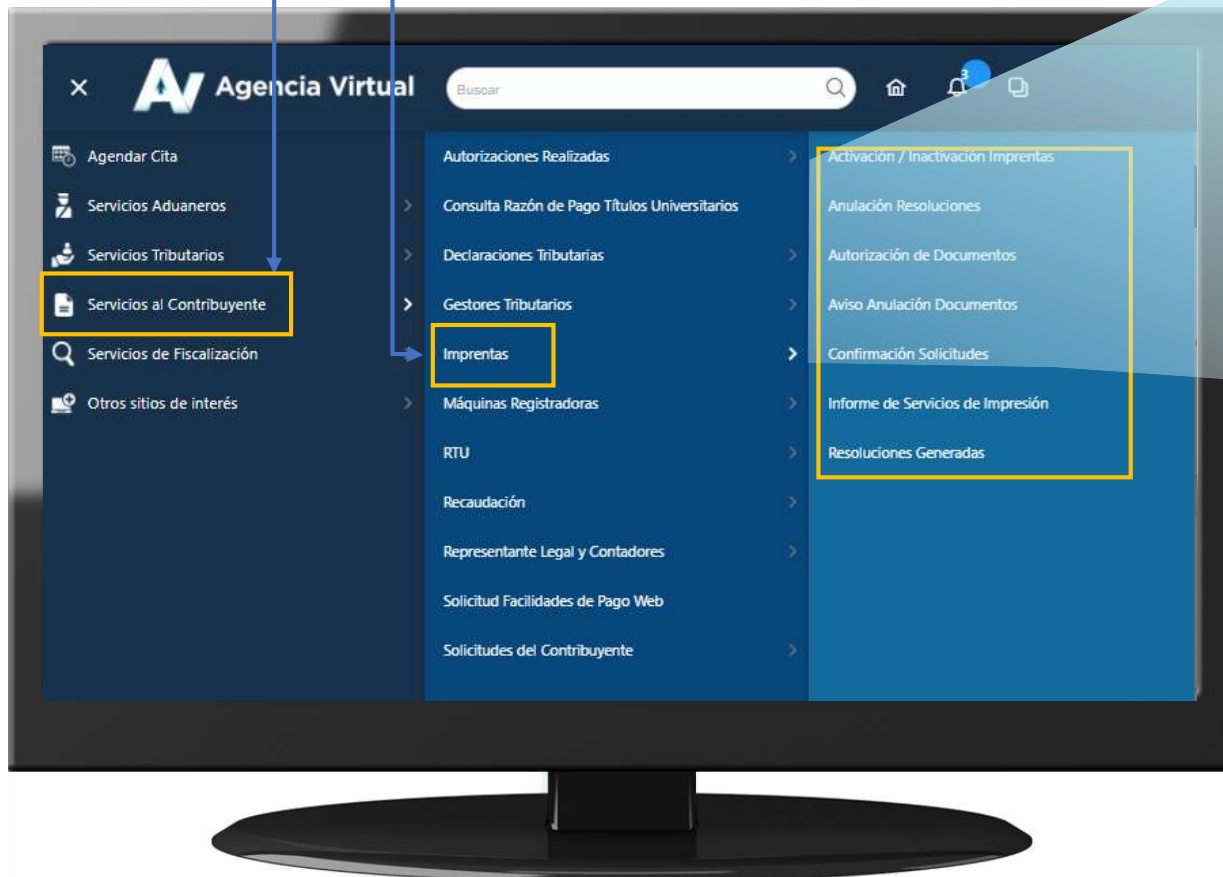 × AV Agencia Virtual Buscar 3
Agendar Cita
Servicios Aduaneros
Servicios Tributarios
Servicios al Contribuyente
Servicios de Fiscalización
Otros sitios de interés
Autorizaciones Realizadas
Consulta Razón de Pago Títulos Universitarios
Declaraciones Tributarias
Gestores Tributarios
Imprentas
Máquinas Registradoras
RTU
Recaudación
Representante Legal y Contadores
Solicitud Facilidades de Pago Web
Solicitudes del Contribuyente
Activación / Inactivación Imprentas
Anulación Resoluciones
Autorización de Documentos
Aviso Anulación Documentos
Confirmación Solicitudes
Informe de Servicios de Impresión
Resoluciones Generadas